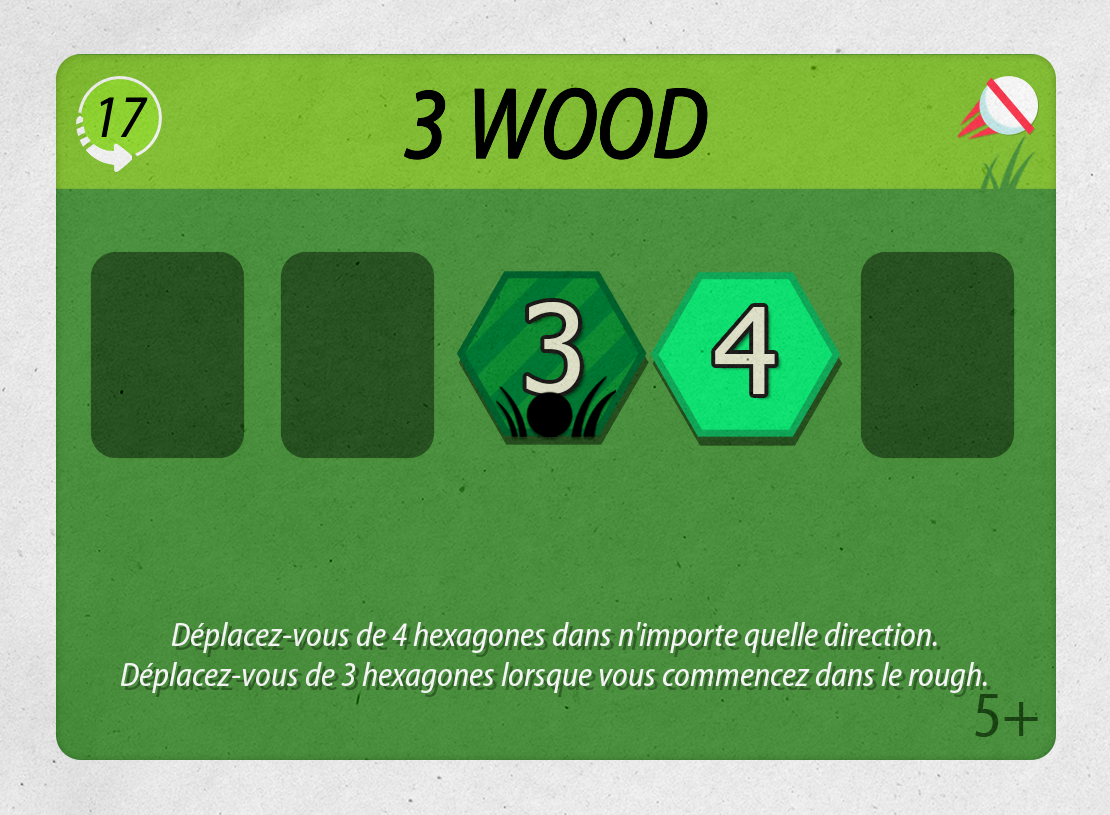 17
3 WOOD
3
4
Déplacez-vous de 4 hexagones dans n'importe quelle direction.
Déplacez-vous de 3 hexagones lorsque vous commencez dans le rough.
5+